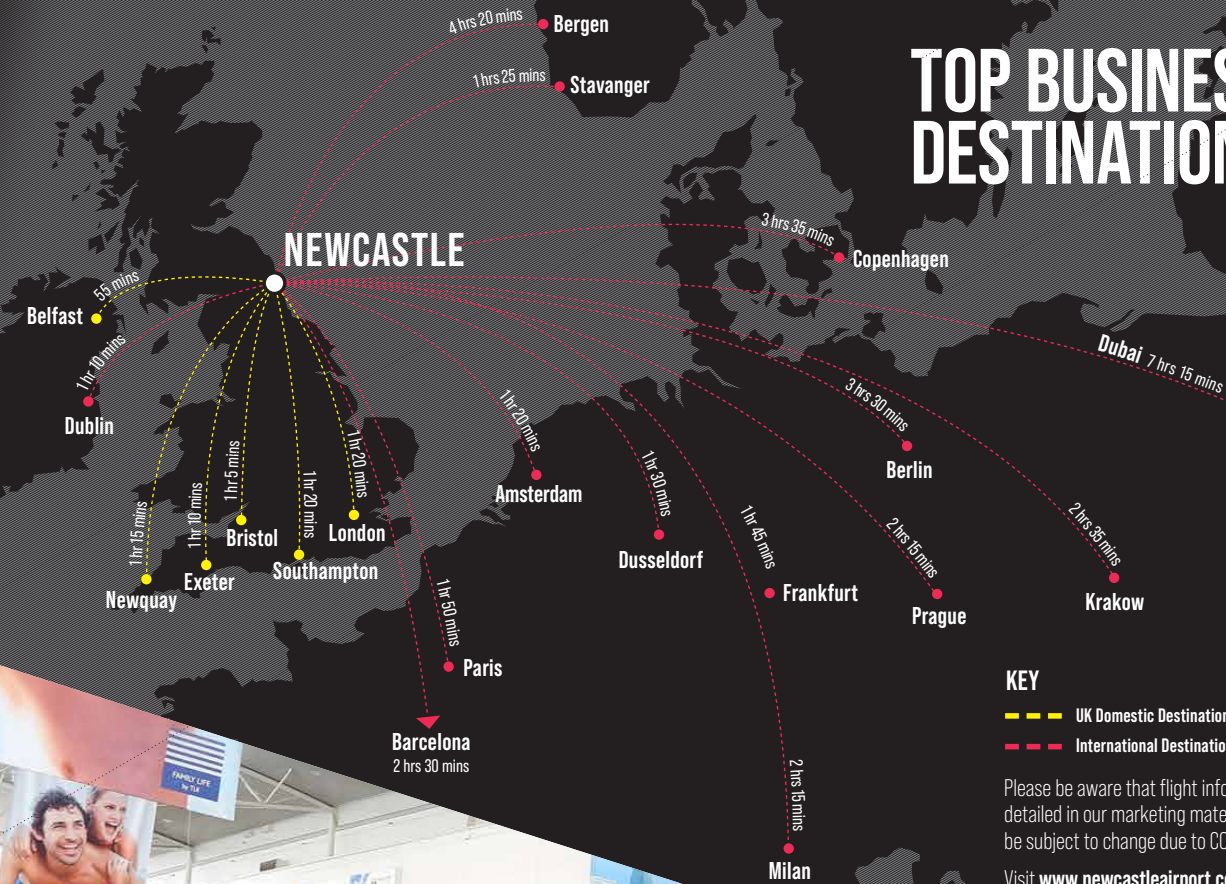 4 hrs 20 mins
Bergen
1 hrs 25 mins
Stavanger
TOP BUSINES
DESTINATION
NEWCASTLE
3 hrs 35 mins
Copenhagen
55 mins
Belfast
1 hr 10 mins
Dublin
Dubai 7 hrs 15 mins
1 hr 15 mins
Newquay
1 hr 10 mins
Exeter
1 hr 5 mins
Bristol
1 hr 20 mins
Southampton
1 hr 20 mins
London
1 hr 20 mins
Amsterdam
1 hr 30 mins
Dusseldorf
1 hr 45 mins
Frankfurt
3 hrs 30 mins
Berlin
2 hrs 15 mins
Prague
2 hrs 35 mins
Krakow
1 hr 50 mins
Paris
Barcelona
2 hrs 30 mins
2 hrs 15 mins
Milan
KEY
UK Domestic Destination
International Destinatio
Please be aware that flight info
detailed in our marketing mate
be subject to change due to CO
Visit www.newcastleairport.c
FAMILY LIFE
by TUI